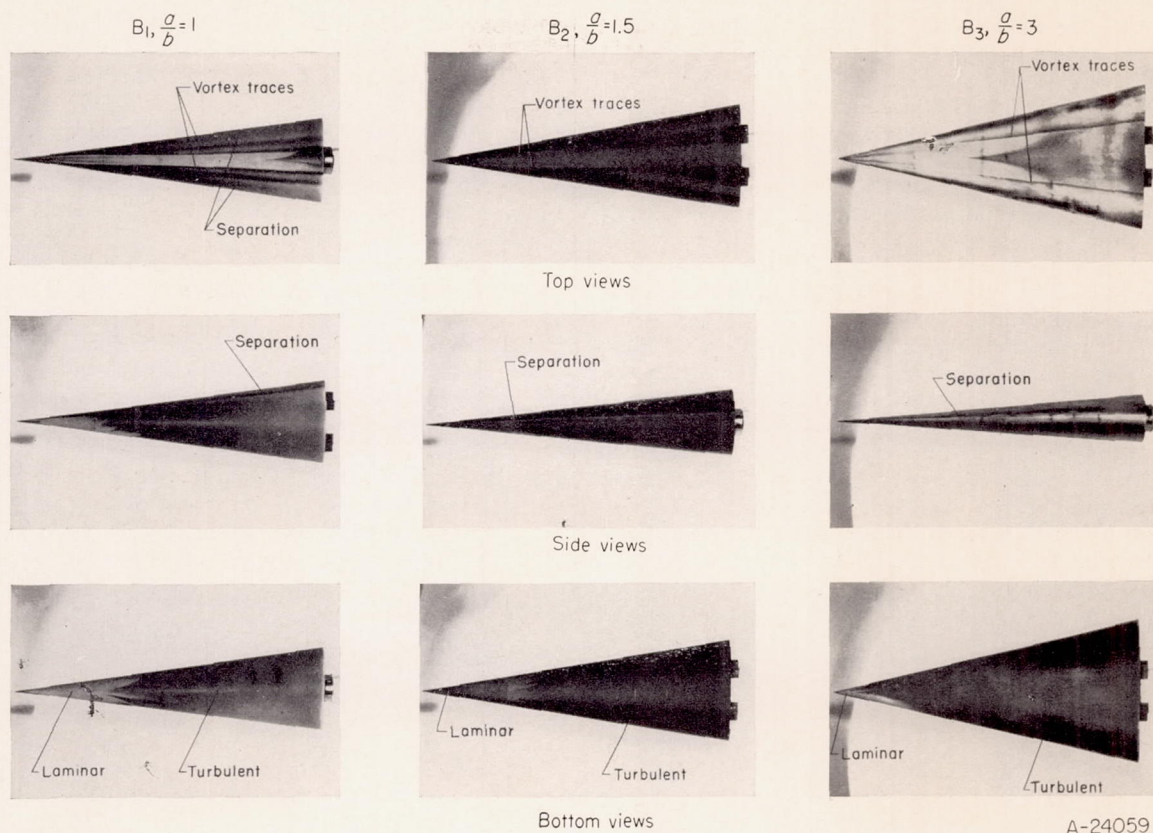 B₁, a/b = 1
B₂, a/b = 1.5
B₃, a/b = 3
Vortex traces
Separation
Vortex traces
Vortex traces
Top views
Separation
Separation
Separation
Side views
Laminar
Turbulent
Laminar
Turbulent
Laminar
Turbulent
Bottom views
A-24059